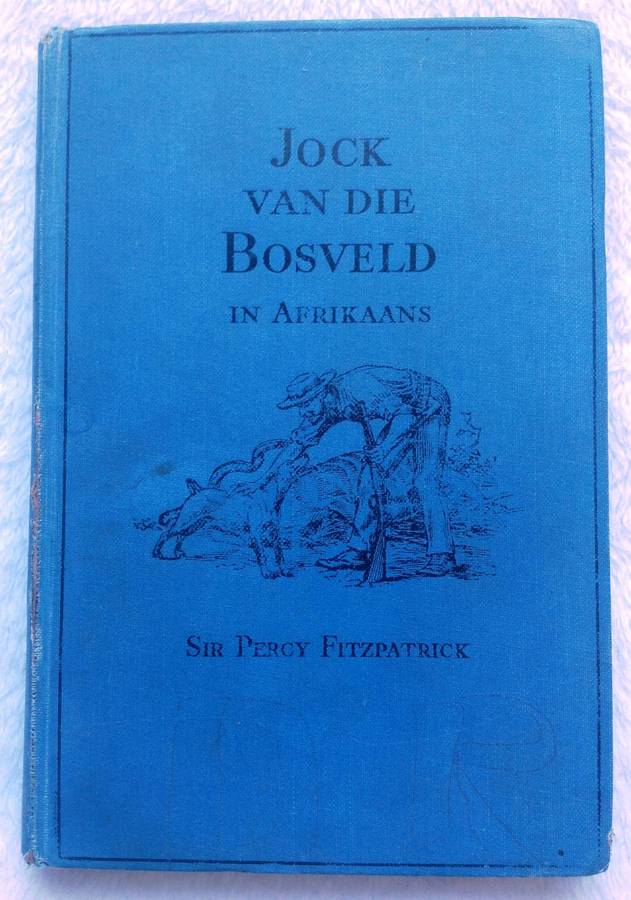 JOCK
VAN DIE
BOSVELD
IN AFRIKAANS
SIR PERCY FITZPATRICK